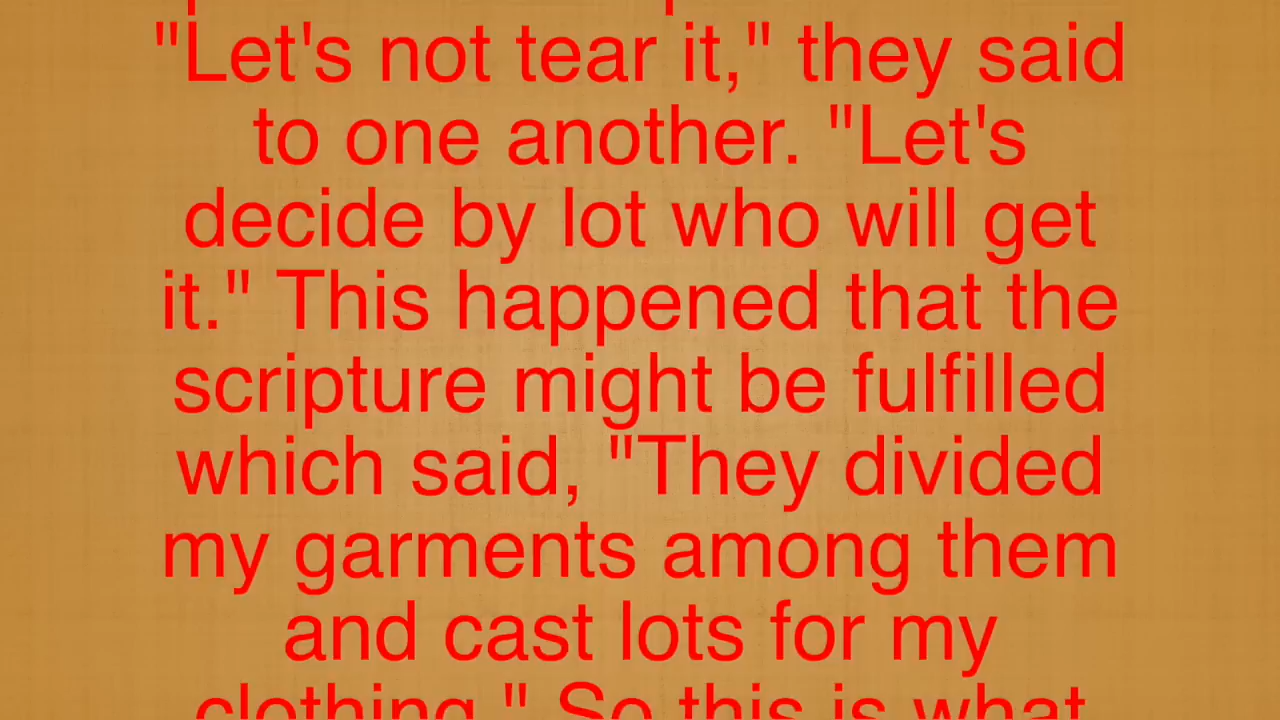 "Let's not tear it," they said
to one another. "Let's
decide by lot who will get
it." This happened that the
scripture might be fulfilled
which said, "They divided
my garments among them
and cast lots for my
clothing." So this is what